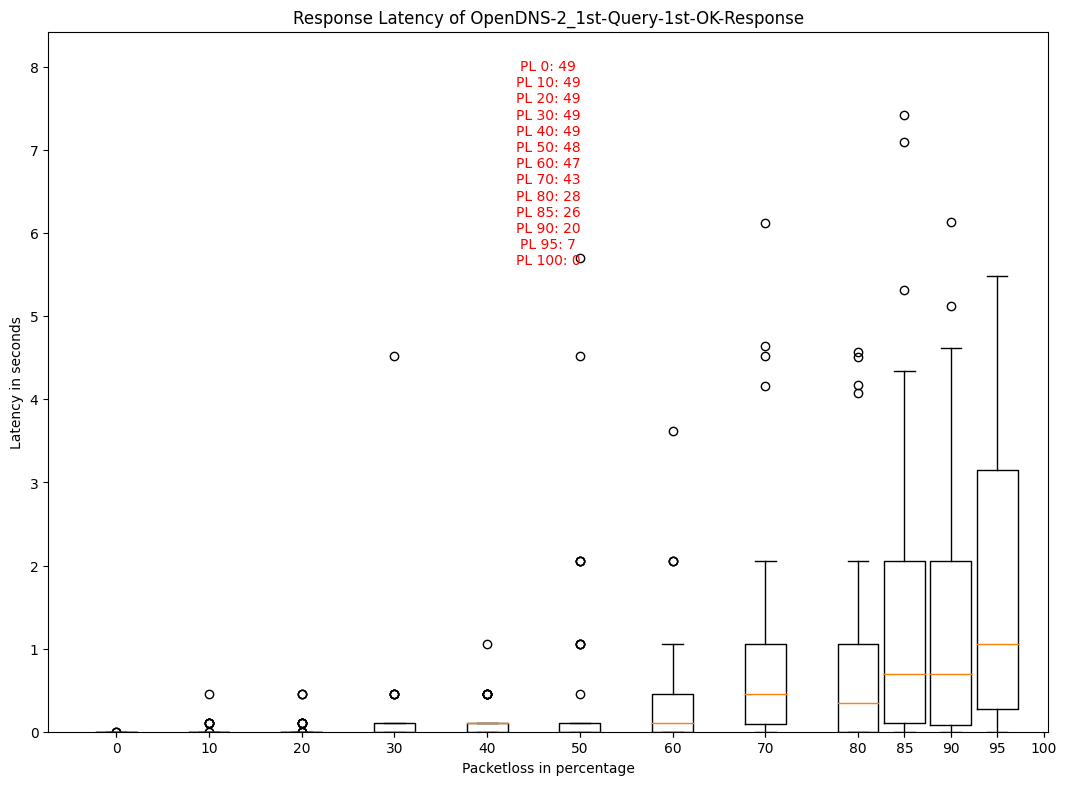 Response Latency of OpenDNS-2_1st-Query-1st-OK-Response
PL 0: 49
PL 10: 49
PL 20: 49
PL 30: 49
PL 40: 49
PL 50: 48
PL 60: 47
PL 70: 43
PL 80: 28
PL 85: 26
PL 90: 20
PL 95: 7
PL 100: 0
8
7
6
5
4
3
2
1
0
Latency in seconds
0 10 20 30 40 50 60 70 80 85 90 95 100
Packetloss in percentage